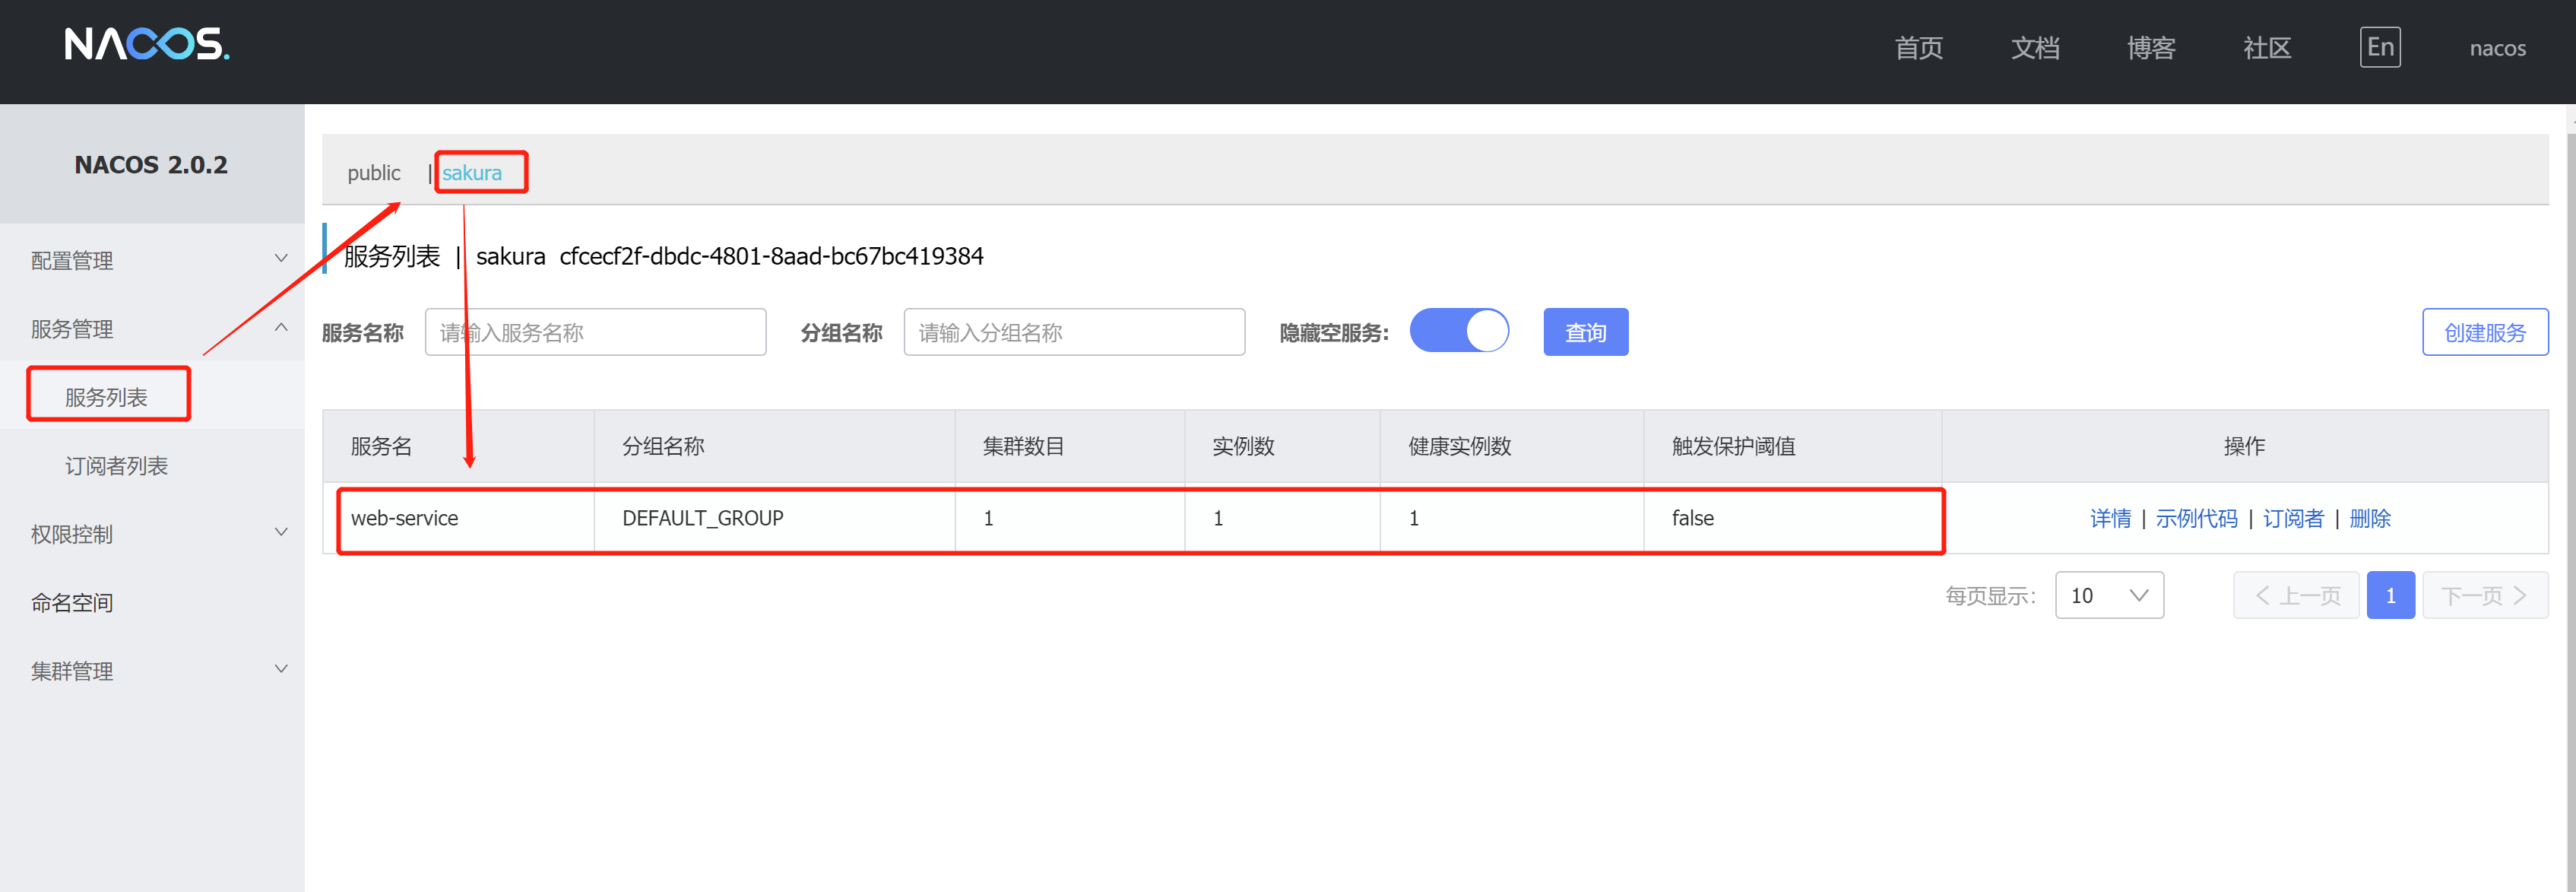 NACOS.
首页 文档 博客 社区 En nacos
NACOS 2.0.2
配置管理
服务管理
服务列表
订阅者列表
权限控制
命名空间
集群管理
public | sakura
服务列表 | sakura cfcecf2f-dbdc-4801-8aad-bc67bc419384
服务名称 请输入服务名称 分组名称 请输入分组名称 隐藏空服务: 查询 创建服务
服务名 分组名称 集群数目 实例数 健康实例数 触发保护阈值 操作
web-service DEFAULT_GROUP 1 1 1 false 详情 | 示例代码 | 订阅者 | 删除
每页显示: 10 上一页 1 下一页